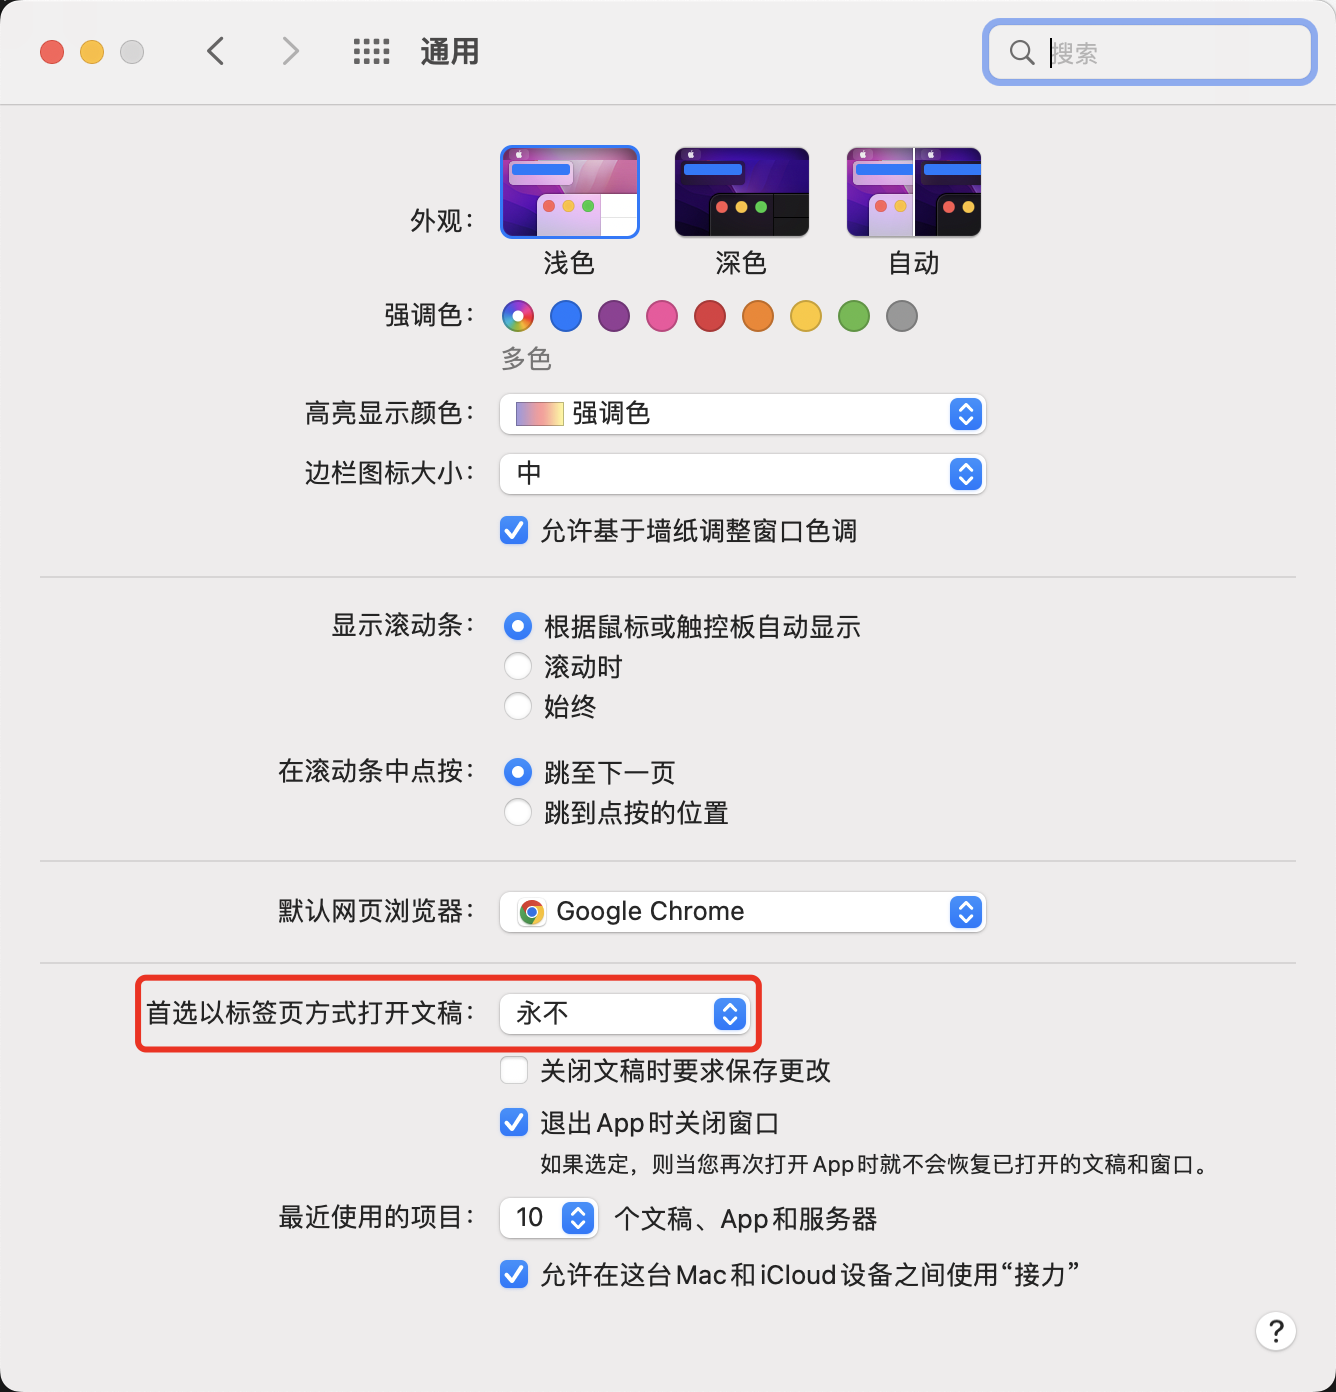 通用
搜索
外观：
浅色
深色
自动
强调色：
多色
高亮显示颜色：
强调色
边栏图标大小：
中
允许基于墙纸调整窗口色调
显示滚动条：
根据鼠标或触控板自动显示
滚动时
始终
在滚动条中点按：
跳至下一页
跳到点按的位置
默认网页浏览器：
Google Chrome
首选以标签页方式打开文稿：
永不
关闭文稿时要求保存更改
退出 App 时关闭窗口
如果选定，则当您再次打开 App 时就不会恢复已打开的文稿和窗口。
最近使用的项目：
10
个文稿、App 和服务器
允许在这台 Mac 和 iCloud 设备之间使用“接力”
?